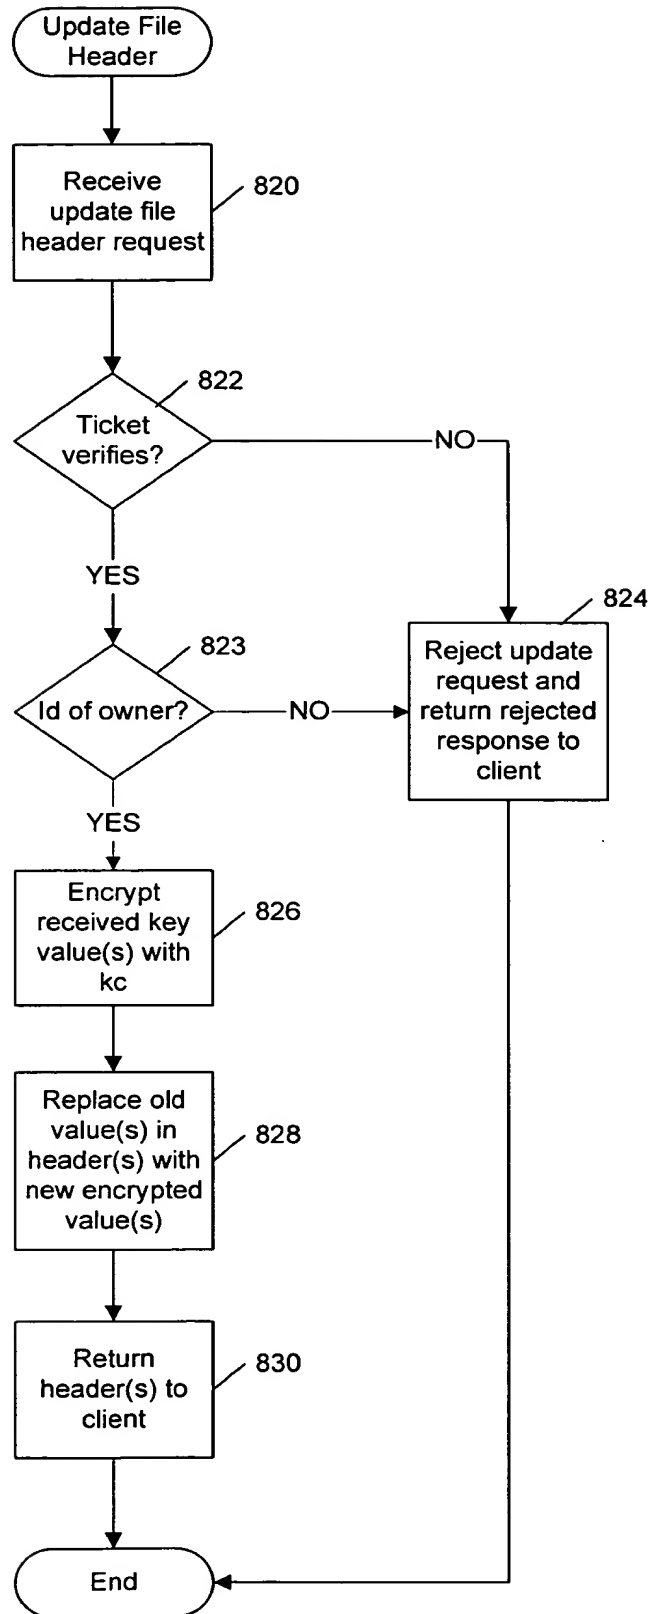 Update File
Header
Receive
update file
header request
820
822
Ticket
verifies?
NO
YES
824
823
Id of owner?
NO
Reject update
request and
return rejected
response to
client
YES
Encrypt
received key
value(s) with
kc
826
Replace old
value(s) in
header(s) with
new encrypted
value(s)
828
Return
header(s) to
client
830
End